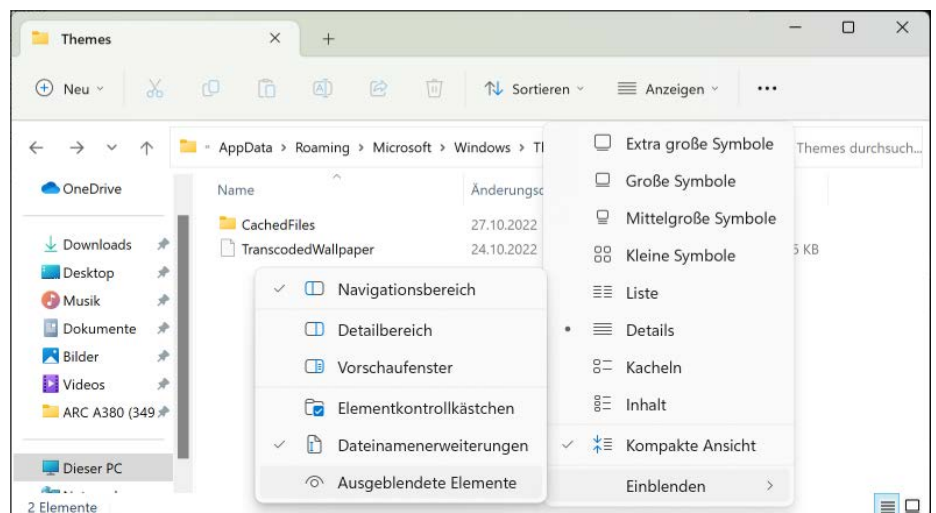 Themes
Neu
Sortieren
Anzeigen
AppData > Roaming > Microsoft > Windows >
Themes durchsuch...
OneDrive
Downloads
Desktop
Musik
Dokumente
Bilder
Videos
ARC A380 (349
Dieser PC
2 Elemente
Name
CachedFiles
27.10.2022
TranscodedWallpaper
24.10.2022
KB
Navigationsbereich
Detailbereich
Vorschaufenster
Elementkontrollkästchen
Dateinamenerweiterungen
Ausgeblendete Elemente
Extra große Symbole
Große Symbole
Mittelgroße Symbole
Kleine Symbole
Liste
Details
Kacheln
Inhalt
Kompakte Ansicht
Einblenden